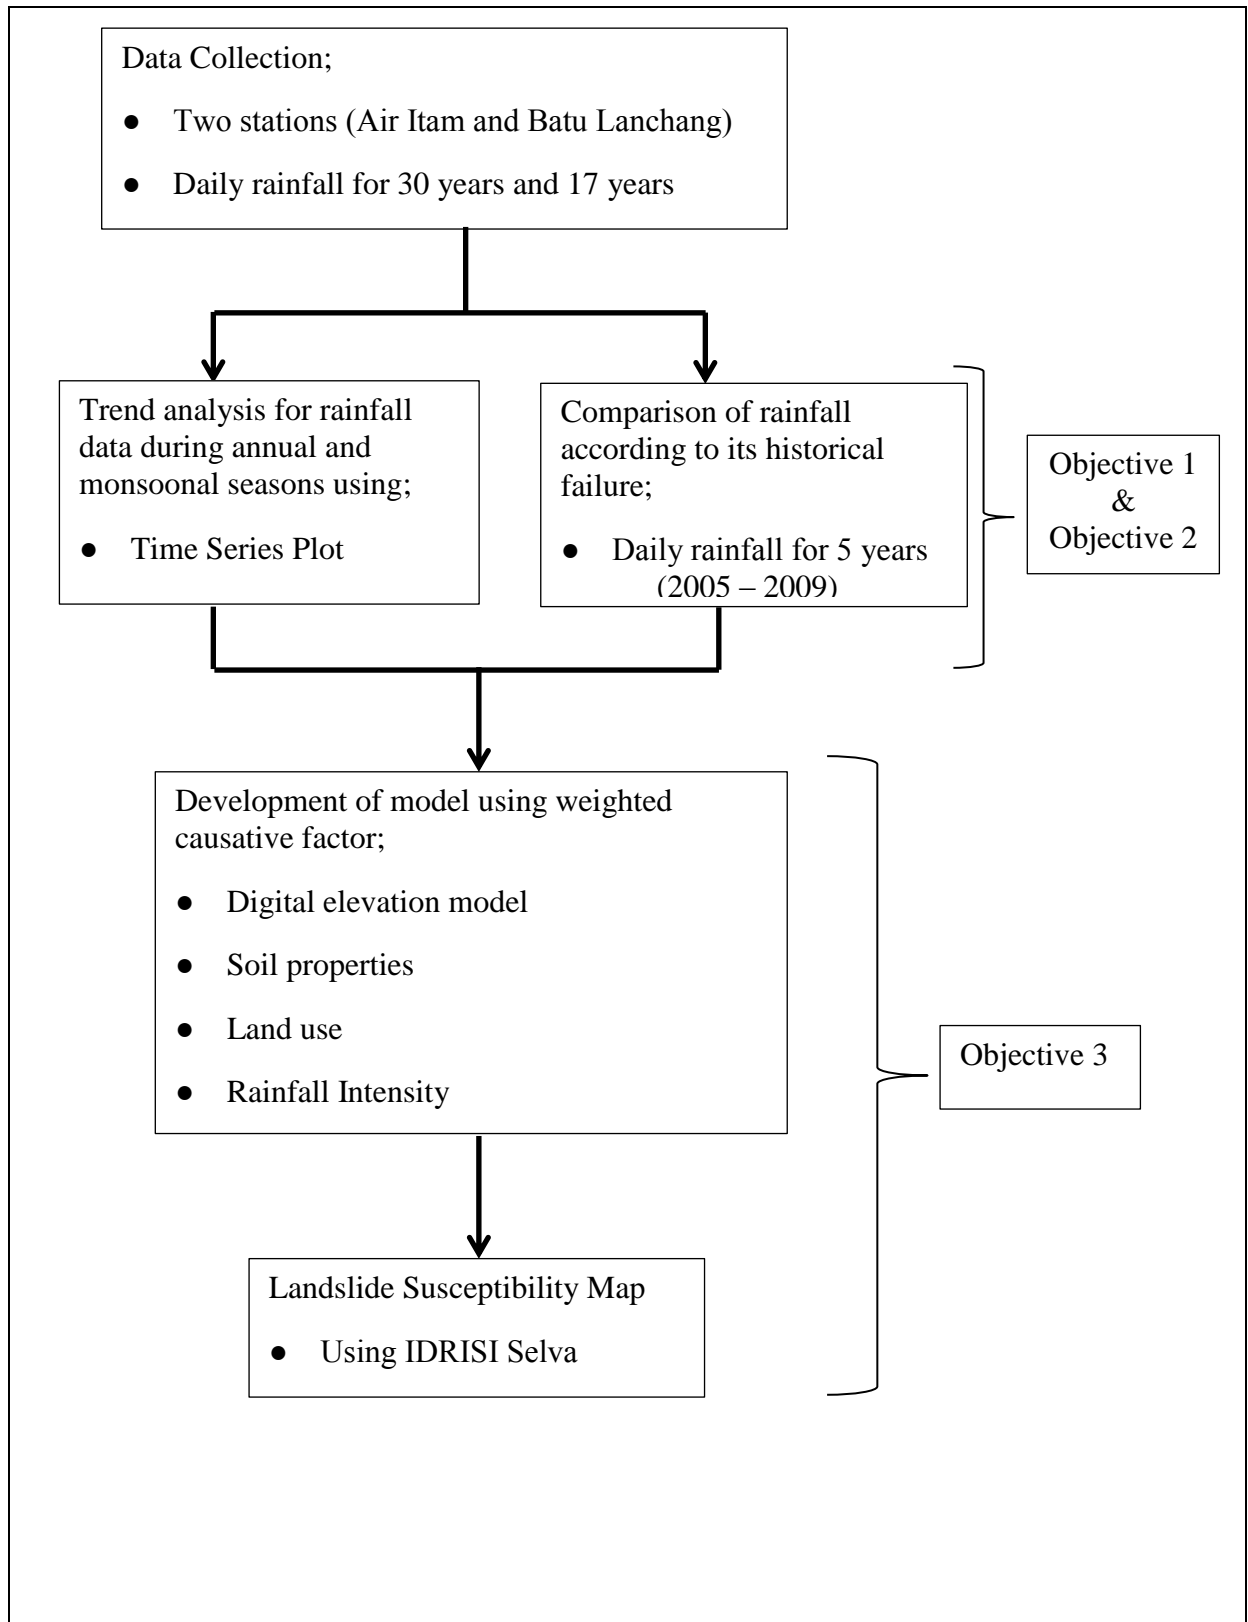 Data Collection;
● Two stations (Air Itam and Batu Lanchang)
● Daily rainfall for 30 years and 17 years
Trend analysis for rainfall
data during annual and
monsoonal seasons using;
● Time Series Plot
Comparison of rainfall
according to its historical
failure;
● Daily rainfall for 5 years
(2005 – 2009)
Objective 1
&
Objective 2
Development of model using weighted
causative factor;
● Digital elevation model
● Soil properties
● Land use
● Rainfall Intensity
Objective 3
Landslide Susceptibility Map
● Using IDRISI Selva